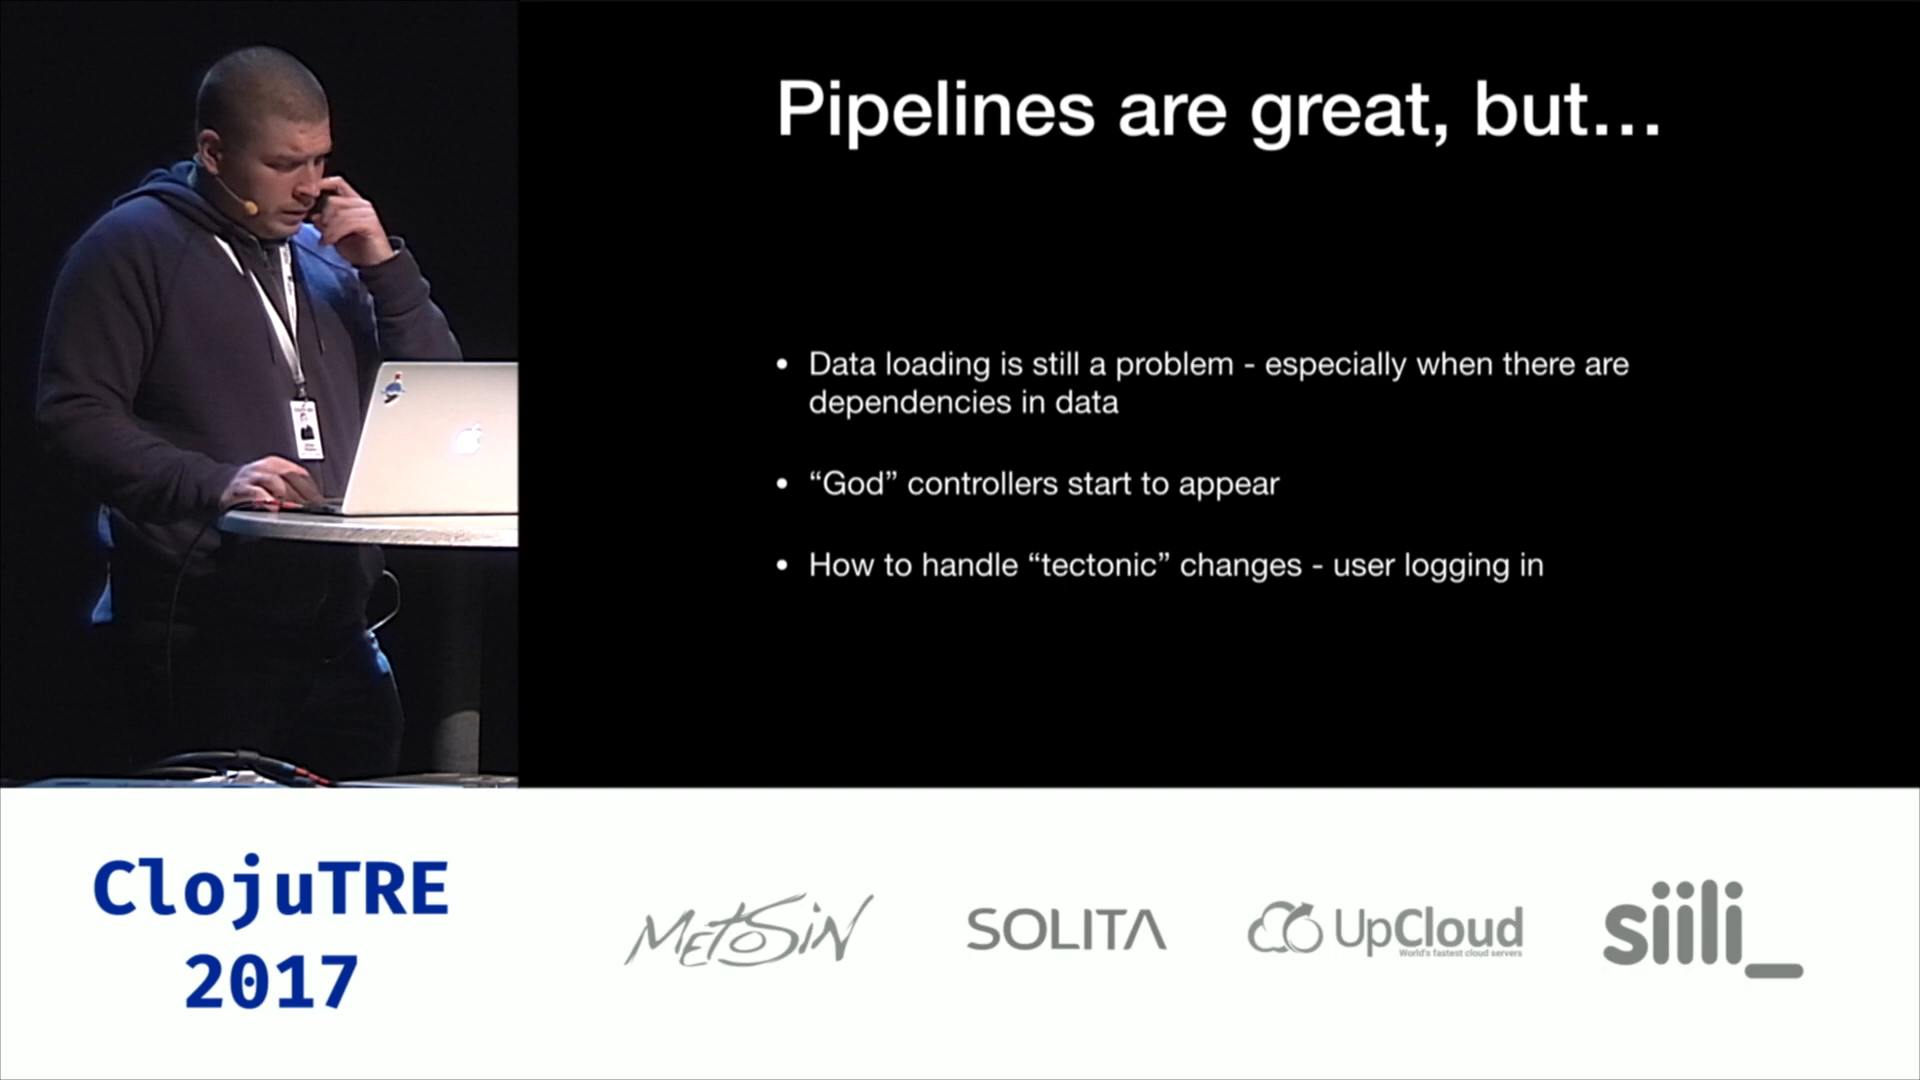 Pipelines are great, but…
• Data loading is still a problem - especially when there are
dependencies in data
• “God” controllers start to appear
• How to handle “tectonic” changes - user logging in
ClojuTRE
2017
METOSIN
SOLITA
UpCloud
World's fastest cloud servers
siili_